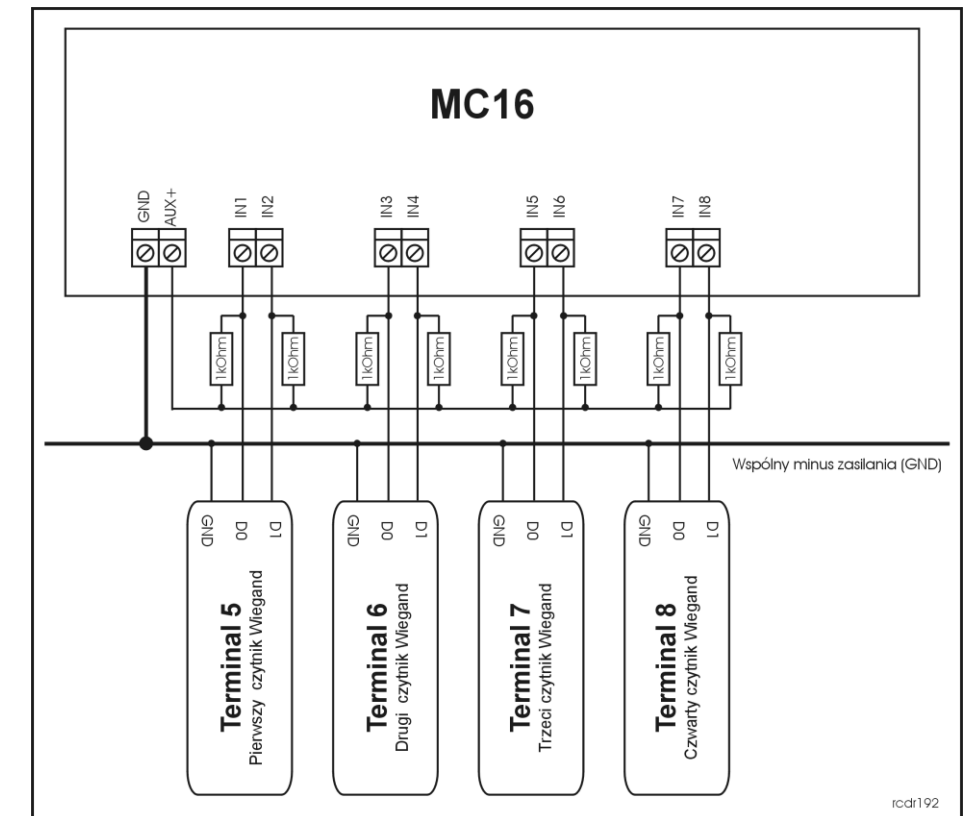 MC16
GND
AUX+
IN1
IN2
IN3
IN4
IN5
IN6
IN7
IN8
1kOhm
1kOhm
1kOhm
1kOhm
1kOhm
1kOhm
1kOhm
1kOhm
Wspólny minus zasilania (GND)
GND
D0
D1
Terminal 5
Pierwszy czytnik Wiegand
GND
D0
D1
Terminal 6
Drugi czytnik Wiegand
GND
D0
D1
Terminal 7
Trzeci czytnik Wiegand
GND
D0
D1
Terminal 8
Czwarty czytnik Wiegand
rcdr192